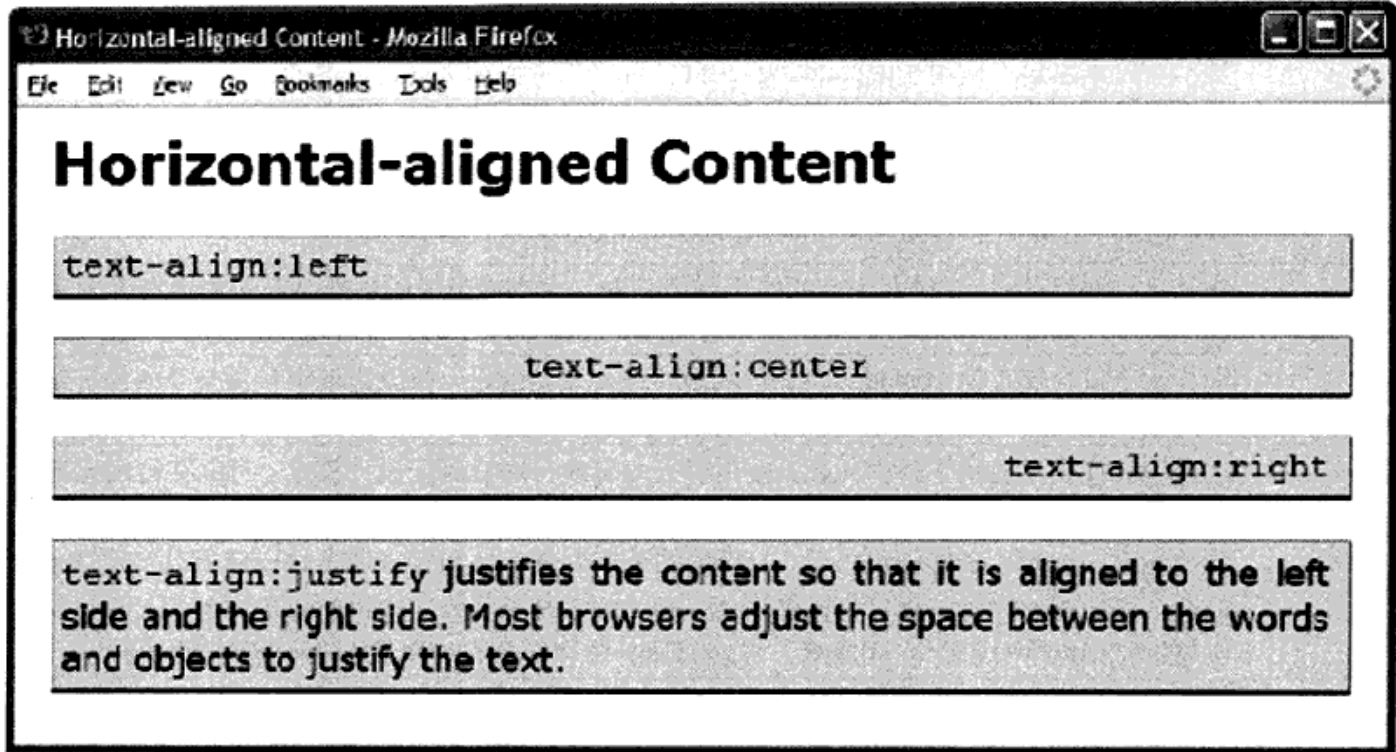 Horizontal-aligned Content - Mozilla Firefox
File Edit View Go Bookmarks Tools Help
Horizontal-aligned Content
text-align:left
text-align:center
text-align:right
text-align:justify justifies the content so that it is aligned to the left
side and the right side. Most browsers adjust the space between the words
and objects to justify the text.